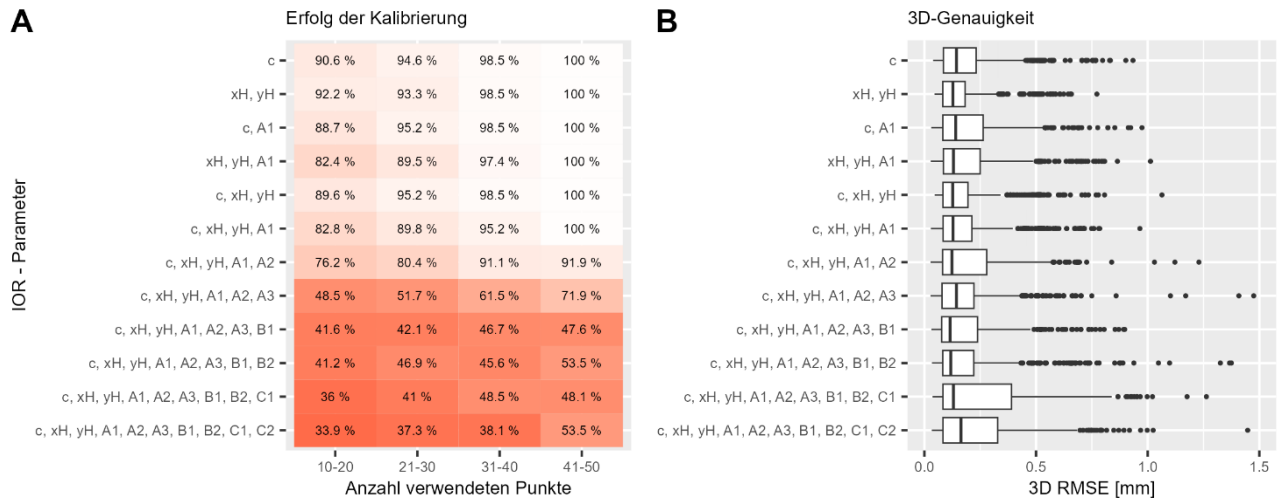 A
Erfolg der Kalibrierung
IOR - Parameter
c 90.6 % 94.6 % 98.5 % 100 %
xH, yH 92.2 % 93.3 % 98.5 % 100 %
c, A1 88.7 % 95.2 % 98.5 % 100 %
xH, yH, A1 82.4 % 89.5 % 97.4 % 100 %
c, xH, yH 89.6 % 95.2 % 98.5 % 100 %
c, xH, yH, A1 82.8 % 89.8 % 95.2 % 100 %
c, xH, yH, A1, A2 76.2 % 80.4 % 91.1 % 91.9 %
c, xH, yH, A1, A2, A3 48.5 % 51.7 % 61.5 % 71.9 %
c, xH, yH, A1, A2, A3, B1 41.6 % 42.1 % 46.7 % 47.6 %
c, xH, yH, A1, A2, A3, B1, B2 41.2 % 46.9 % 45.6 % 53.5 %
c, xH, yH, A1, A2, A3, B1, B2, C1 36 % 41 % 48.5 % 48.1 %
c, xH, yH, A1, A2, A3, B1, B2, C1, C2 33.9 % 37.3 % 38.1 % 53.5 %
10-20 21-30 31-40 41-50
Anzahl verwendeten Punkte
B
3D-Genauigkeit
c
xH, yH
c, A1
xH, yH, A1
c, xH, yH
c, xH, yH, A1
c, xH, yH, A1, A2
c, xH, yH, A1, A2, A3
c, xH, yH, A1, A2, A3, B1
c, xH, yH, A1, A2, A3, B1, B2
c, xH, yH, A1, A2, A3, B1, B2, C1
c, xH, yH, A1, A2, A3, B1, B2, C1, C2
0.0 0.5 1.0 1.5
3D RMSE [mm]